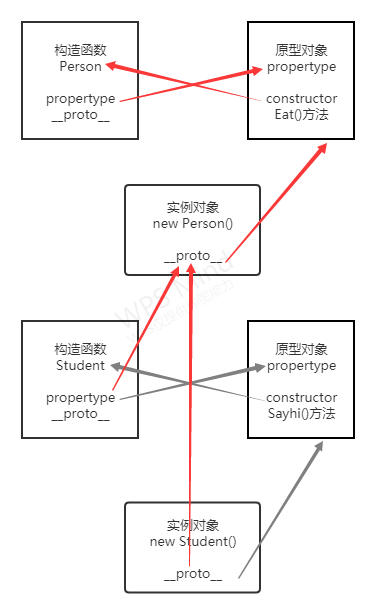 构造函数
Person
propertype
__proto__
原型对象
propertype
constructor
Eat()方法
实例对象
new Person()
__proto__
WPS Mind
构造函数
Student
propertype
__proto__
原型对象
propertype
constructor
Sayhi()方法
实例对象
new Student()
__proto__